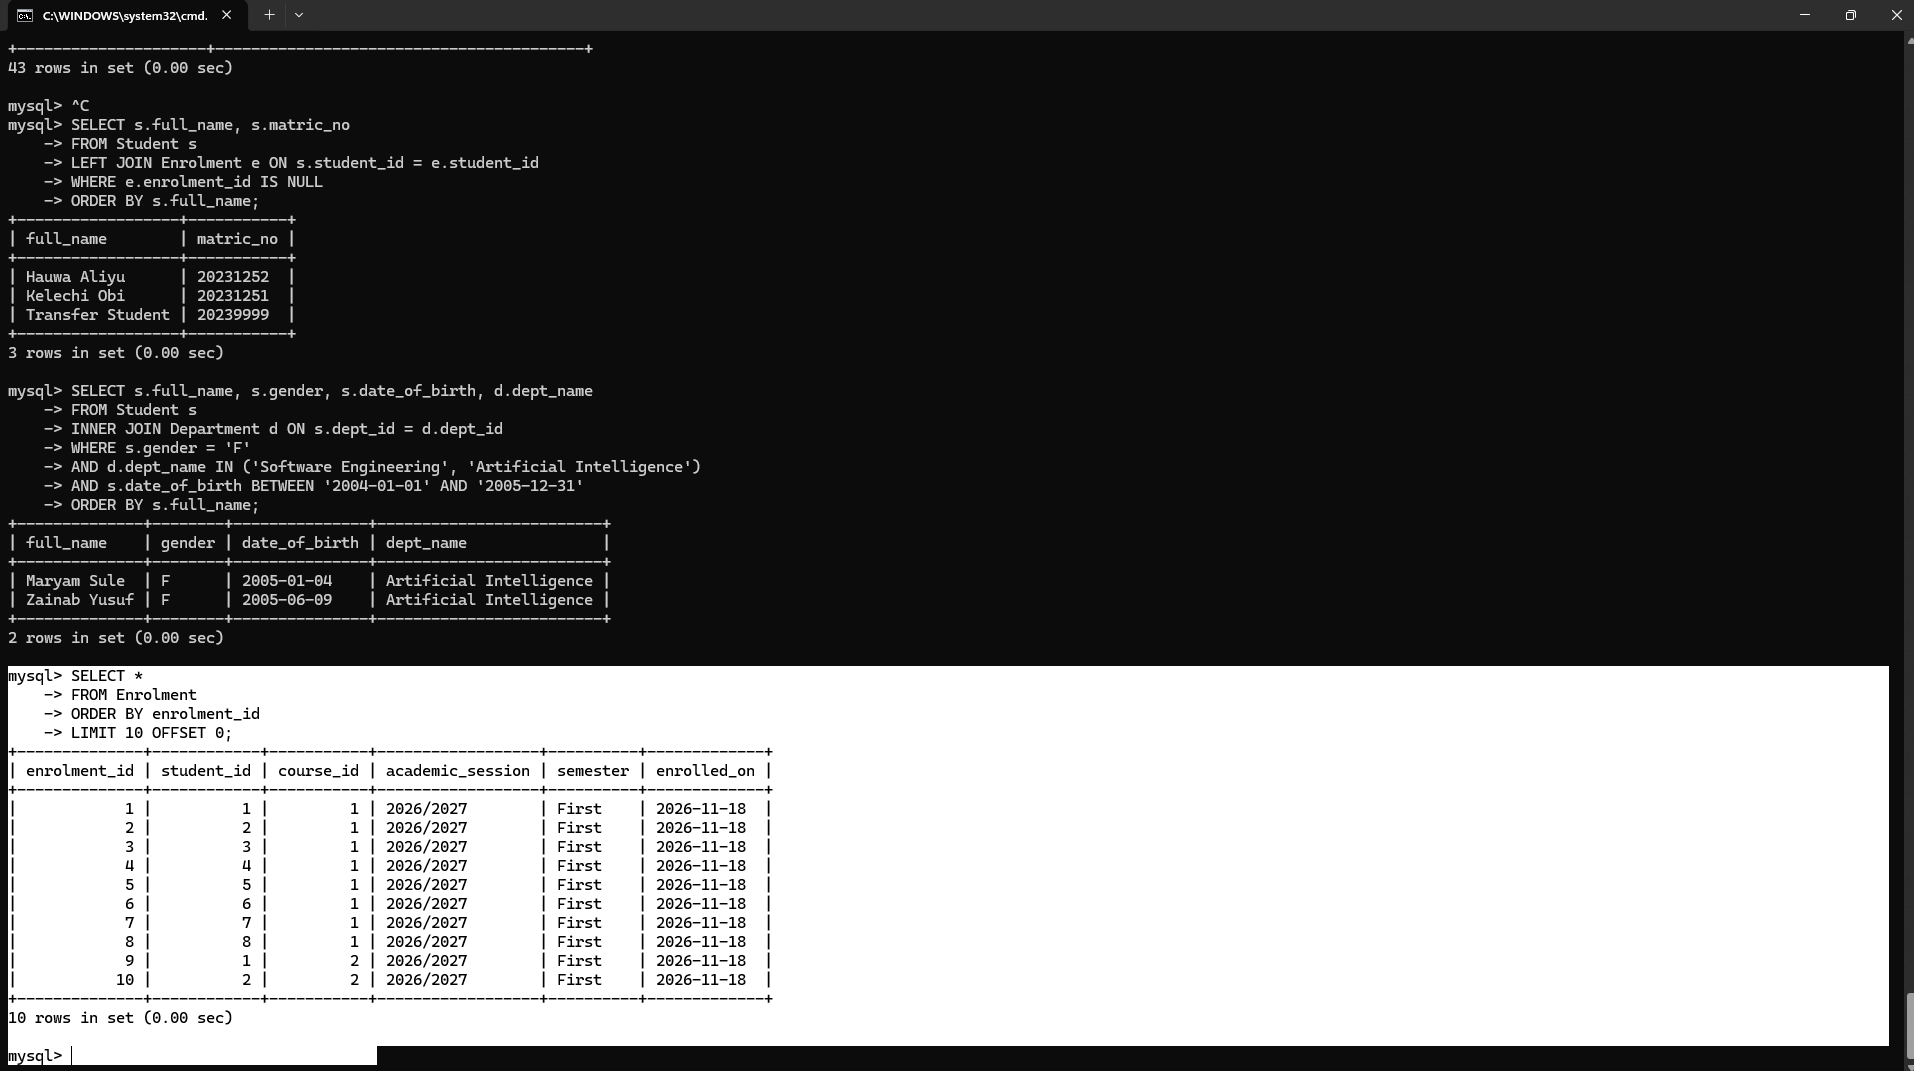 C:\WINDOWS\system32\cmd.
+---------------------+-----------------------------------------+
43 rows in set (0.00 sec)
mysql> ^C
mysql> SELECT s.full_name, s.matric_no
    -> FROM Student s
    -> LEFT JOIN Enrolment e ON s.student_id = e.student_id
    -> WHERE e.enrolment_id IS NULL
    -> ORDER BY s.full_name;
+------------------+-----------+
| full_name        | matric_no |
+------------------+-----------+
| Hauwa Aliyu      | 20231252  |
| Kelechi Obi      | 20231251  |
| Transfer Student | 20239999  |
+------------------+-----------+
3 rows in set (0.00 sec)
mysql> SELECT s.full_name, s.gender, s.date_of_birth, d.dept_name
    -> FROM Student s
    -> INNER JOIN Department d ON s.dept_id = d.dept_id
    -> WHERE s.gender = 'F'
    -> AND d.dept_name IN ('Software Engineering', 'Artificial Intelligence')
    -> AND s.date_of_birth BETWEEN '2004-01-01' AND '2005-12-31'
    -> ORDER BY s.full_name;
+--------------+--------+---------------+-------------------------+
| full_name    | gender | date_of_birth | dept_name               |
+--------------+--------+---------------+-------------------------+
| Maryam Sule  | F      | 2005-01-04    | Artificial Intelligence |
| Zainab Yusuf | F      | 2005-06-09    | Artificial Intelligence |
+--------------+--------+---------------+-------------------------+
2 rows in set (0.00 sec)
mysql> SELECT *
    -> FROM Enrolment
    -> ORDER BY enrolment_id
    -> LIMIT 10 OFFSET 0;
+--------------+------------+-----------+------------------+----------+-------------+
| enrolment_id | student_id | course_id | academic_session | semester | enrolled_on |
+--------------+------------+-----------+------------------+----------+-------------+
|            1 |          1 |         1 | 2026/2027        | First    | 2026-11-18  |
|            2 |          2 |         1 | 2026/2027        | First    | 2026-11-18  |
|            3 |          3 |         1 | 2026/2027        | First    | 2026-11-18  |
|            4 |          4 |         1 | 2026/2027        | First    | 2026-11-18  |
|            5 |          5 |         1 | 2026/2027        | First    | 2026-11-18  |
|            6 |          6 |         1 | 2026/2027        | First    | 2026-11-18  |
|            7 |          7 |         1 | 2026/2027        | First    | 2026-11-18  |
|            8 |          8 |         1 | 2026/2027        | First    | 2026-11-18  |
|            9 |          1 |         2 | 2026/2027        | First    | 2026-11-18  |
|           10 |          2 |         2 | 2026/2027        | First    | 2026-11-18  |
+--------------+------------+-----------+------------------+----------+-------------+
10 rows in set (0.00 sec)
mysql>